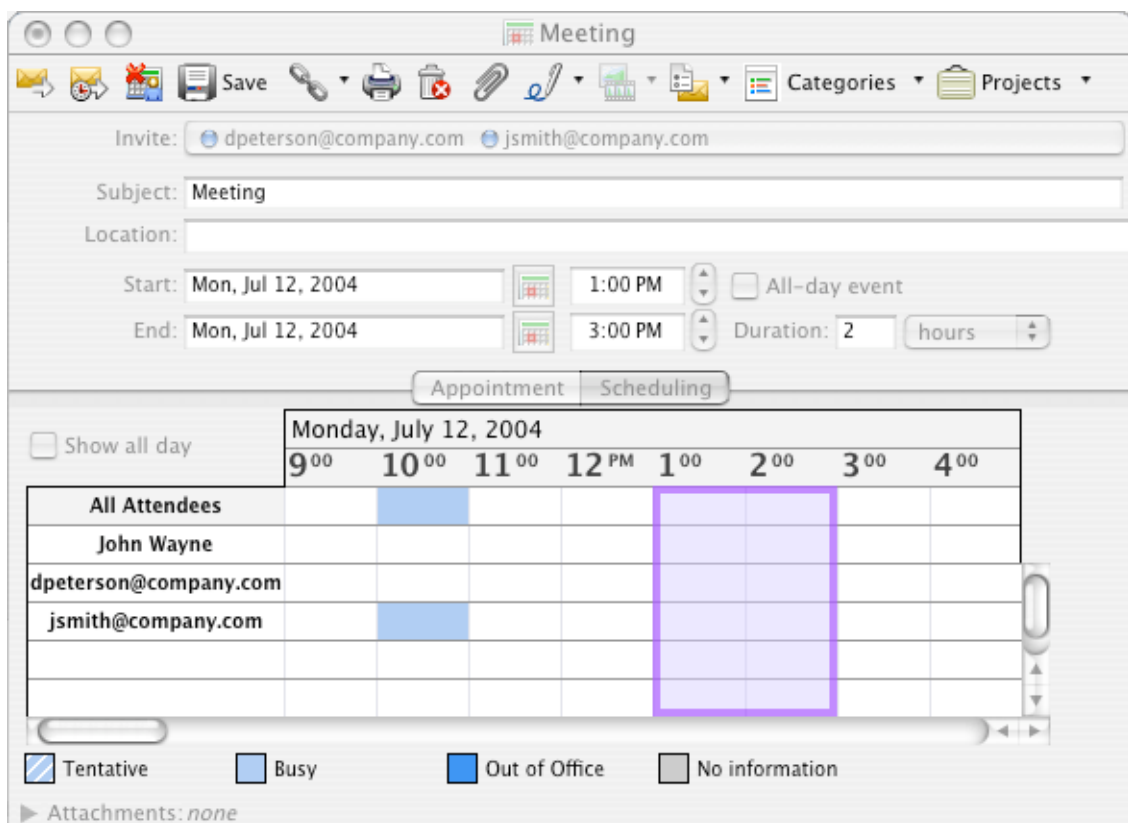 Meeting
Save Categories Projects
Invite: dpeterson@company.com jsmith@company.com
Subject: Meeting
Location:
Start: Mon, Jul 12, 2004 1:00 PM All-day event
End: Mon, Jul 12, 2004 3:00 PM Duration: 2 hours
Appointment Scheduling
Show all day
Monday, July 12, 2004
9 00 10 00 11 00 12 PM 1 00 2 00 3 00 4 00
All Attendees
John Wayne
dpeterson@company.com
jsmith@company.com
Tentative Busy Out of Office No information
Attachments: none